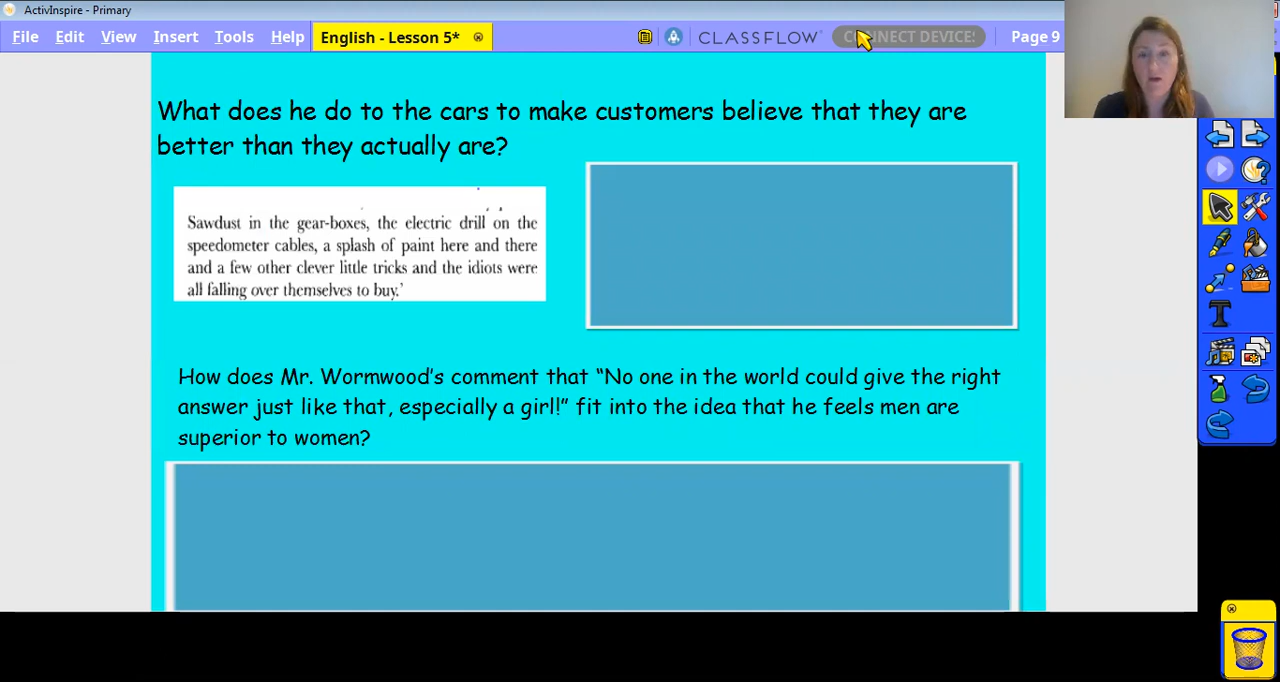 ActivInspire - Primary
File Edit View Insert Tools Help English - Lesson 5* CLASSFLOW CONNECT DEVICES Page 9
What does he do to the cars to make customers believe that they are
better than they actually are?
Sawdust in the gear-boxes, the electric drill on the
speedometer cables, a splash of paint here and there
and a few other clever little tricks and the idiots were
all falling over themselves to buy.'
How does Mr. Wormwood's comment that "No one in the world could give the right
answer just like that, especially a girl!" fit into the idea that he feels men are
superior to women?